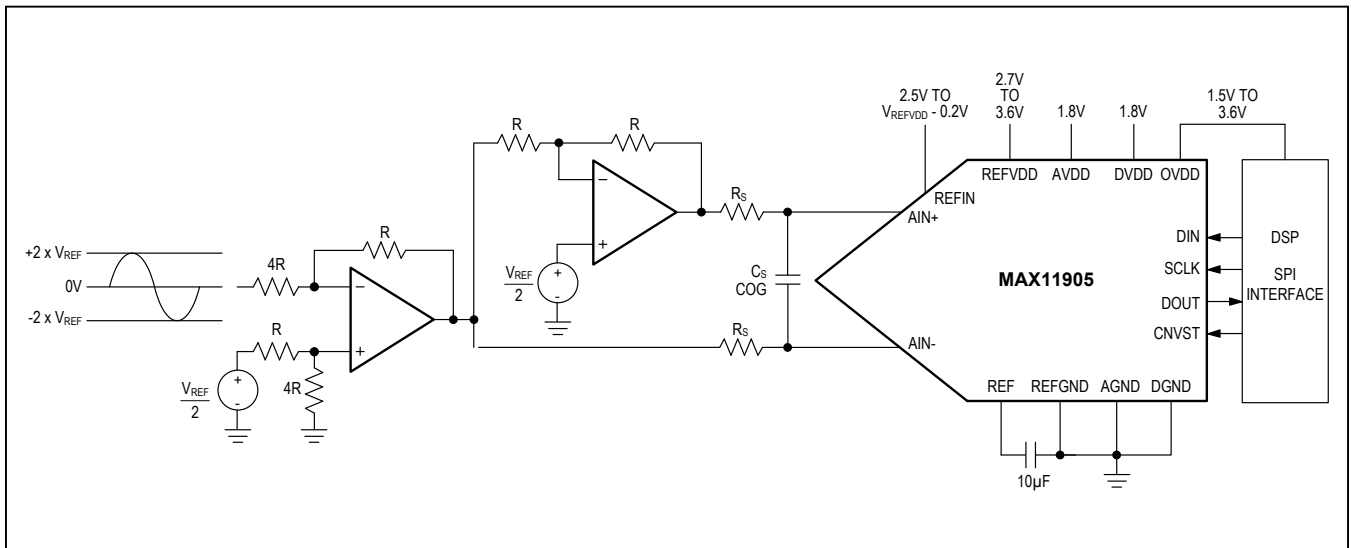 +2 x VREF
0V
-2 x VREF
4R
R
R
4R
VREF
2
R
R
VREF
2
RS
RS
CS
COG
2.5V TO
VREFVDD - 0.2V
2.7V
TO
3.6V
1.8V
1.8V
1.5V TO
3.6V
REFIN
REFVDD
AVDD
DVDD
OVDD
AIN+
AIN-
MAX11905
DIN
SCLK
DOUT
CNVST
DSP
SPI
INTERFACE
REF
REFGND
AGND
DGND
10µF